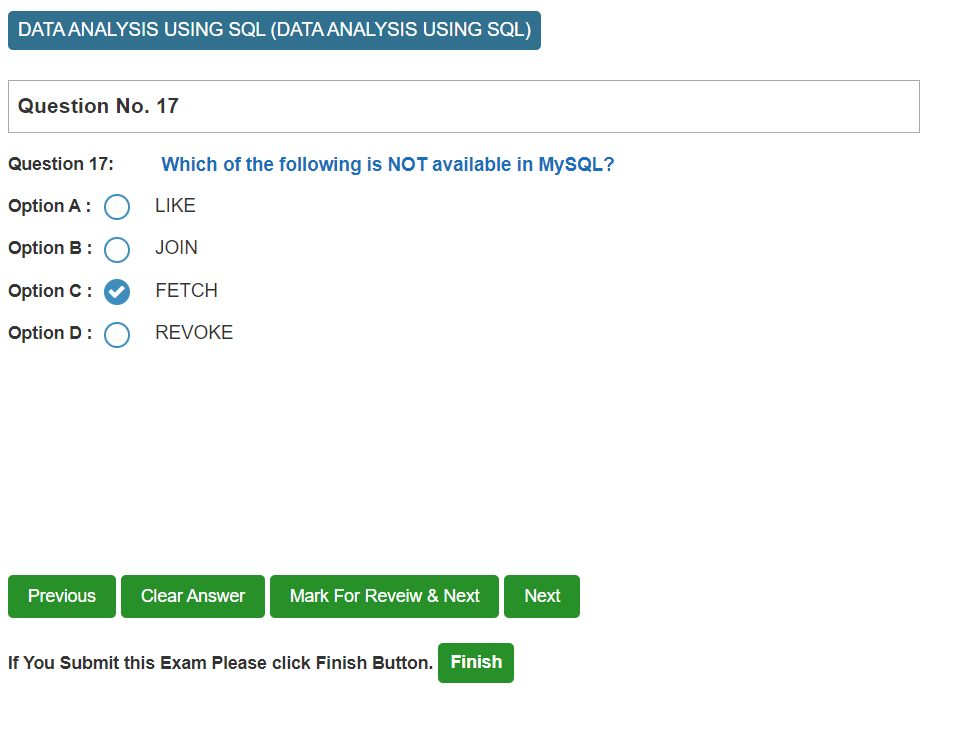 DATA ANALYSIS USING SQL (DATA ANALYSIS USING SQL)
Question No. 17
Question 17: Which of the following is NOT available in MySQL?
Option A : LIKE
Option B : JOIN
Option C : FETCH
Option D : REVOKE
Previous Clear Answer Mark For Reveiw & Next Next
If You Submit this Exam Please click Finish Button. Finish